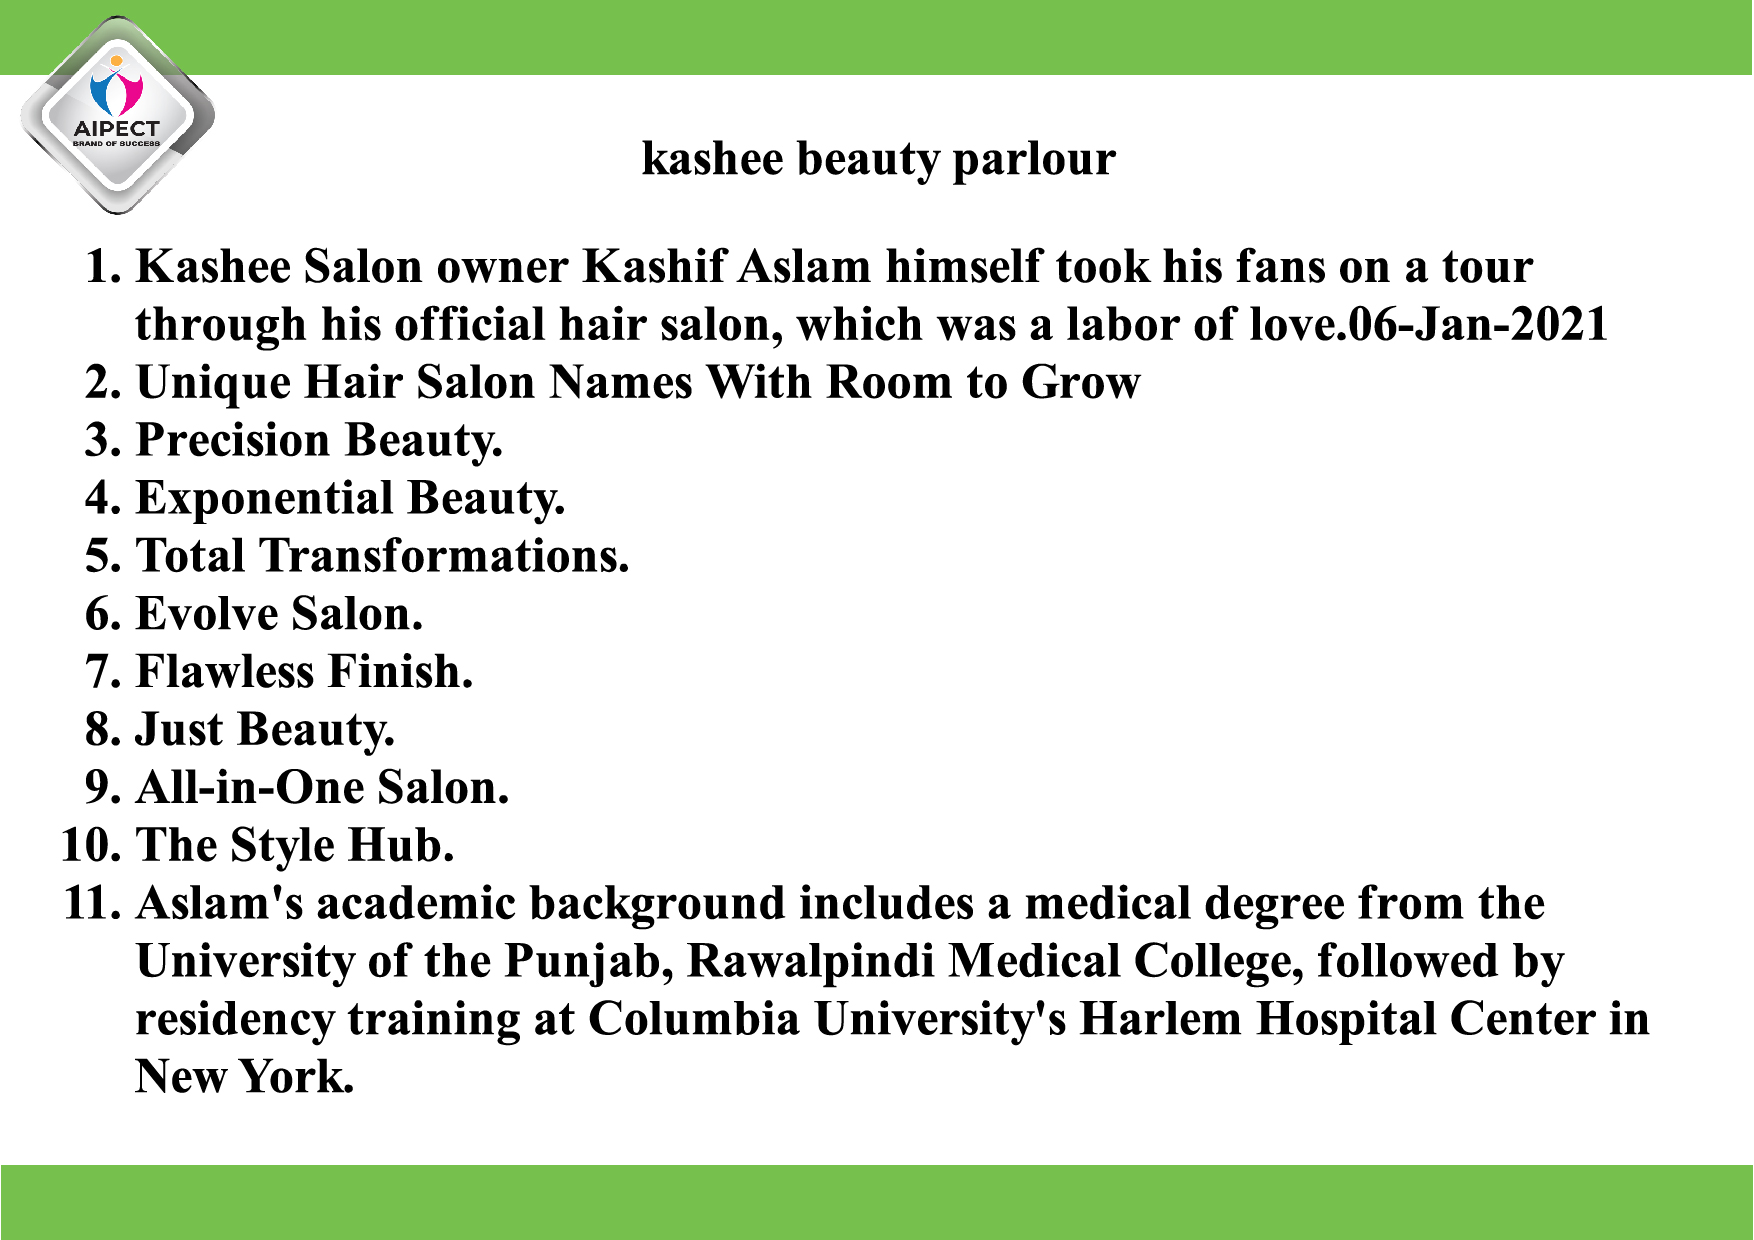 AIPECT
BRAND OF SUCCESS
kashee beauty parlour
1. Kashee Salon owner Kashif Aslam himself took his fans on a tour
through his official hair salon, which was a labor of love.06-Jan-2021
2. Unique Hair Salon Names With Room to Grow
3. Precision Beauty.
4. Exponential Beauty.
5. Total Transformations.
6. Evolve Salon.
7. Flawless Finish.
8. Just Beauty.
9. All-in-One Salon.
10. The Style Hub.
11. Aslam's academic background includes a medical degree from the
University of the Punjab, Rawalpindi Medical College, followed by
residency training at Columbia University's Harlem Hospital Center in
New York.